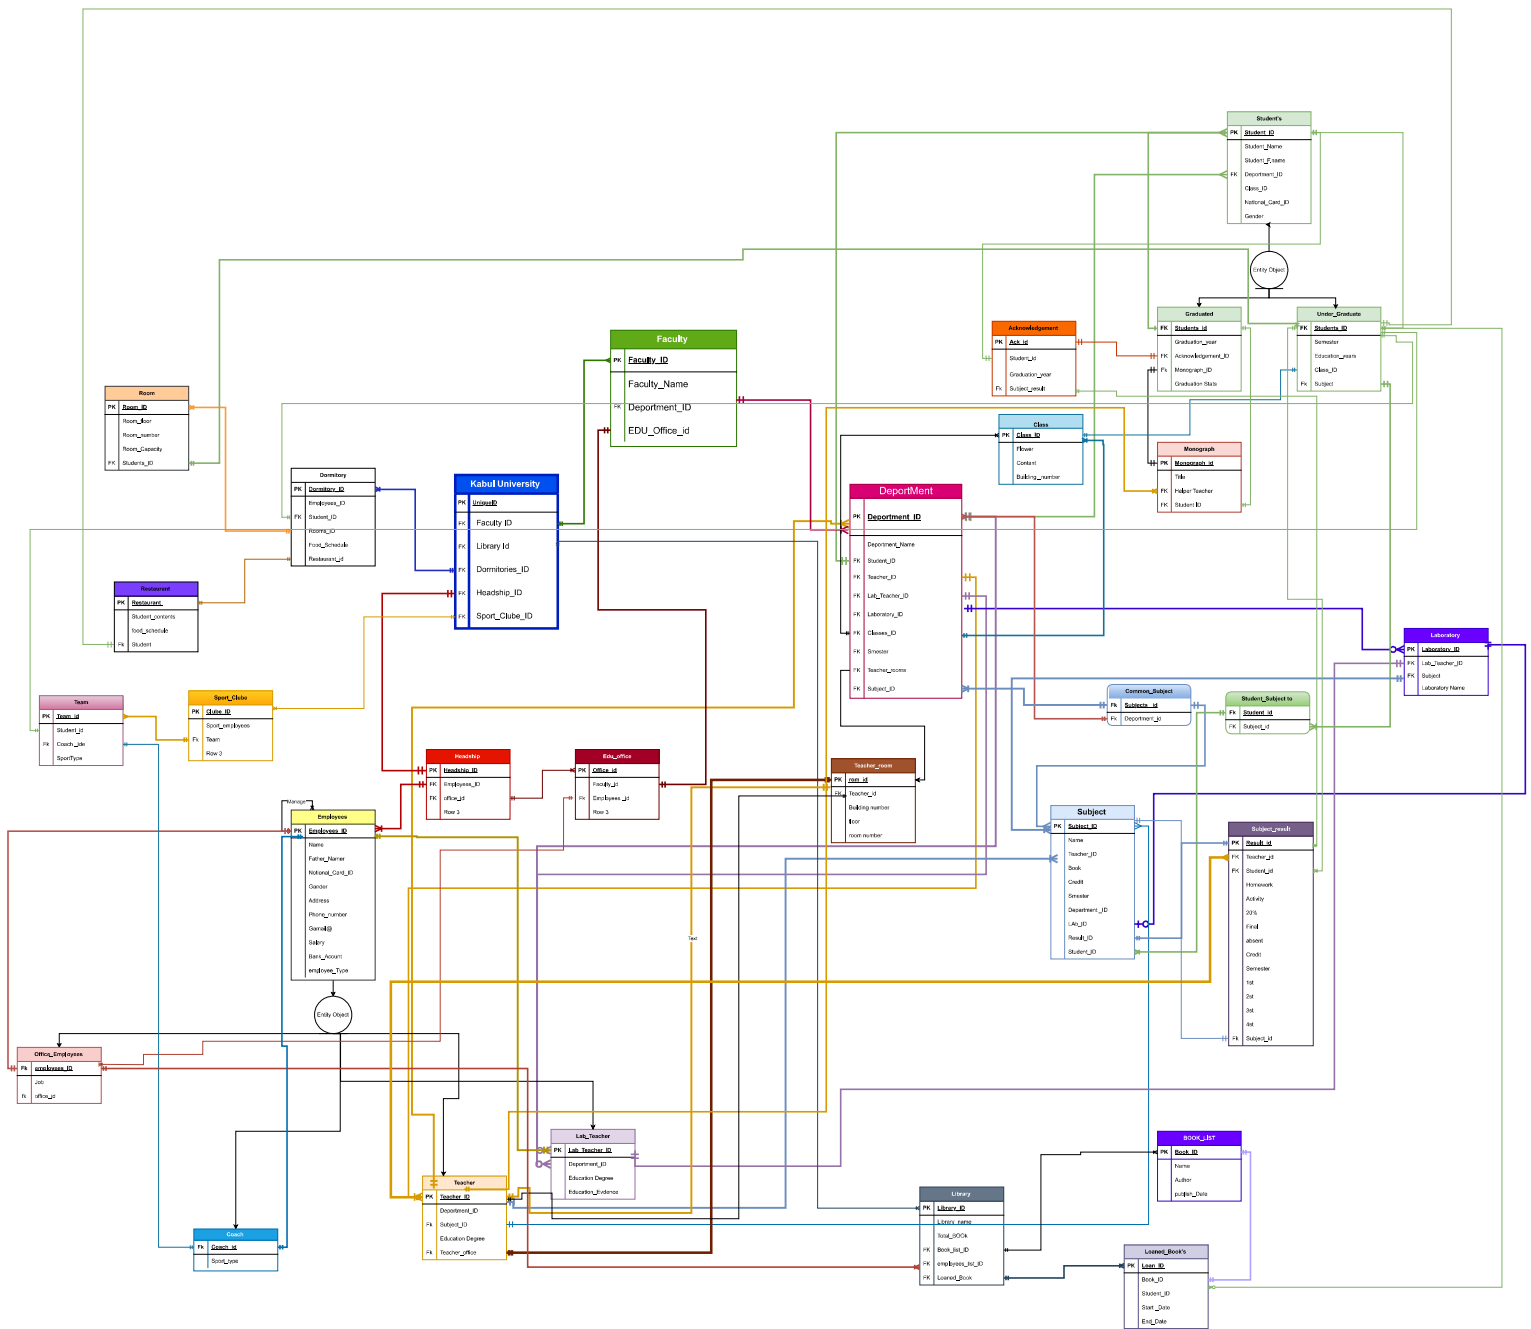 Student's
PK Student_ID
Student_Name
Student_F.name
FK Department_ID
Class_ID
National_Card_ID
Gender
Entity Object
Graduated
FK Students_id
Graduation_year
FK Acknowledgement_ID
Fk Monograph_ID
Graduation Stats
Under_Graduate
FK Students_ID
Semester
Education_years
Class_ID
Fk Subject
Acknowledgement
PK Ack_id
Student_id
Graduation_year
Fk Subject_result
Faculty
PK Faculty_ID
Faculty_Name
FK Department_ID
EDU_Office_id
Room
PK Room_ID
Room_floor
Room_number
Room_Capacity
FK Students_ID
Class
PK Class_ID
Flower
Contant
Building_number
Monograph
PK Monograph_id
Title
FK Helper Teacher
FK Student ID
Dormitory
PK Dormitory_ID
Employees_ID
FK Student_ID
FK Rooms_ID
Food_Schedule
Restaurant_id
Kabul University
PK UniqueID
FK Faculty ID
FK Library Id
FK Dormitories_ID
FK Headship_ID
FK Sport_Clube_ID
DeportMent
PK Department_ID
Department_Name
FK Student_ID
FK Teacher_ID
FK Lab_Teacher_ID
FK Laboratory_ID
FK Classes_ID
FK Smester
FK Teacher_rooms
FK Subject_ID
Restaurant
PK Restaurant_
Student_contents
food_schedule
Fk Student
Laboratory
PK Laboratory_ID
FK Lab_Teacher_ID
FK Subject
Laboratory Name
Team
PK Team_id
Student_id
Fk Coach_ide
SportType
Sport_Clube
PK Clube_ID
Sport_employees
Fk Team
Row 3
Common_Subject
Fk Subjects_id
FK Department_id
Student_Subject to
Fk Student_id
FK Subject_id
Headship
PK Headship_ID
FK Employees_ID
FK office_id
Row 3
Edu_office
PK Office_id
Faculty_id
FK Employees_id
Row 3
Teacher_room
PK rom_id
FK Teacher_id
Building number
floor
room number
Manage
Employees
PK Employees_ID
Name
Father_Namer
Notional_Card_ID
Gander
Address
Phone_number
Gamail@
Salary
Bank_Acount
employee_Type
Subject
PK Subject_ID
Name
Teacher_ID
Book
Credit
Smester
Department_ID
LAb_ID
Result_ID
Student_ID
Subject_result
PK Result_id
FK Teacher_id
FK Student_id
Homework
Activity
20%
Final
absent
Credit
Semester
1st
2st
3st
4st
Fk Subject_id
Text
Entity Object
Office_Employees
Fk employees_ID
Job
fk office_id
Lab_Teacher
PK Lab_Teacher_ID
Department_ID
Education Degree
Education_Evidence
Teacher
PK Teacher_ID
Department_ID
Fk Subject_ID
Education Degree
Fk Teacher_office
Coach
Fk Coach_id
Sport_type
Library
PK Library_ID
Library_name
Total_BOOk
FK Book_list_ID
FK employees_list_ID
FK Loaned_Book
BOOK_LIST
PK Book_ID
Name
Author
publish_Date
Loaned_Book's
PK Loan_ID
Book_ID
Student_ID
Start _Date
End_Date